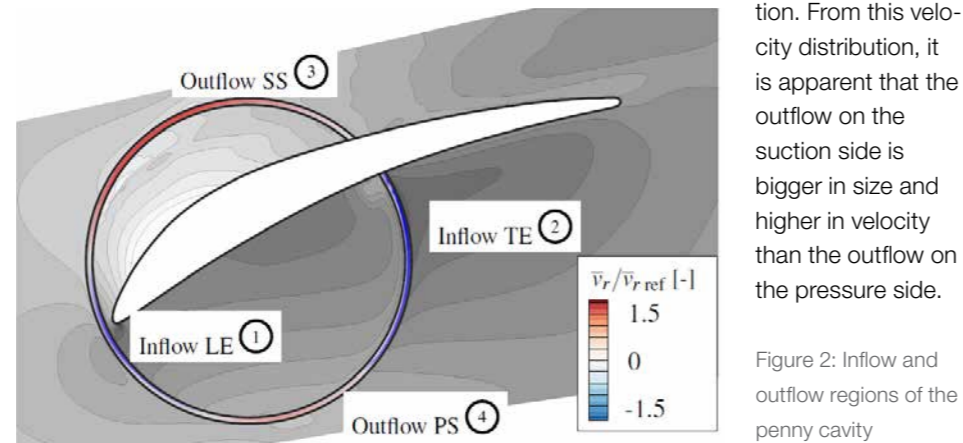 Outflow SS 3
Inflow TE 2
Inflow LE 1
Outflow PS 4
v̅r/v̅r ref [-]
1.5
0
-1.5
tion. From this velo-
city distribution, it
is apparent that the
outflow on the
suction side is
bigger in size and
higher in velocity
than the outflow on
the pressure side.
Figure 2: Inflow and
outflow regions of the
penny cavity